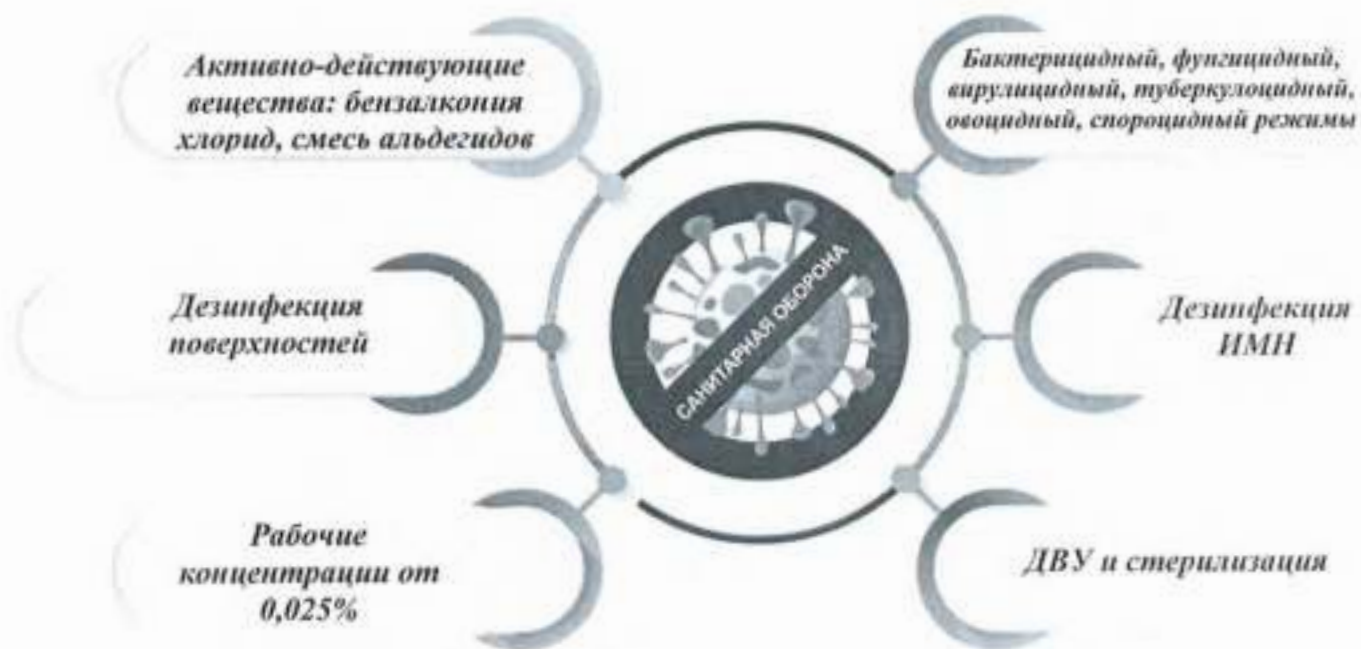 Активно-действующие
вещества: бензалкония
хлорид, смесь альдегидов
Бактерицидный, фунгицидный,
вирулицидный, туберкулоцидный,
овоцидный, спороцидный режимы
САНИТАРНАЯ ОБОРОНА
Дезинфекция
поверхностей
Дезинфекция
ИМН
Рабочие
концентрации от
0,025%
ДВУ и стерилизация